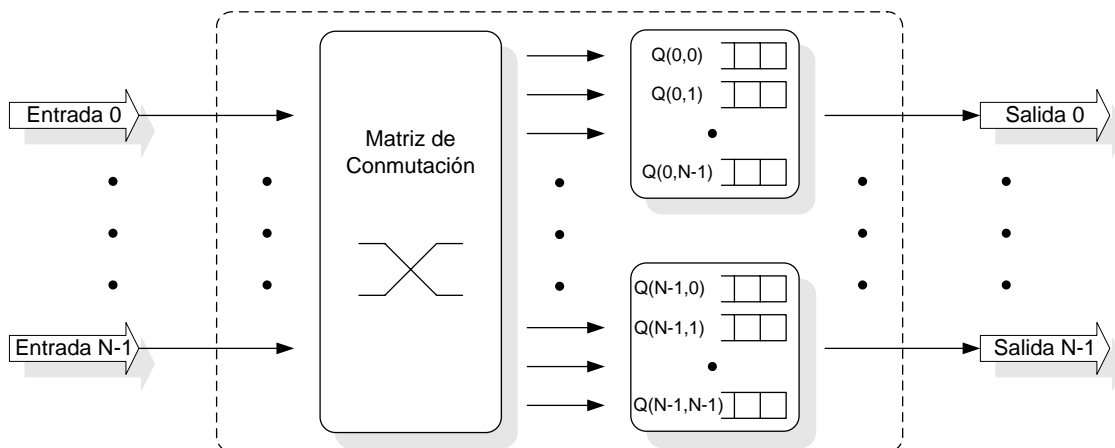 Entrada 0
Entrada N-1
Matriz de
Conmutación
Q(0,0)
Q(0,1)
Q(0,N-1)
Q(N-1,0)
Q(N-1,1)
Q(N-1,N-1)
Salida 0
Salida N-1